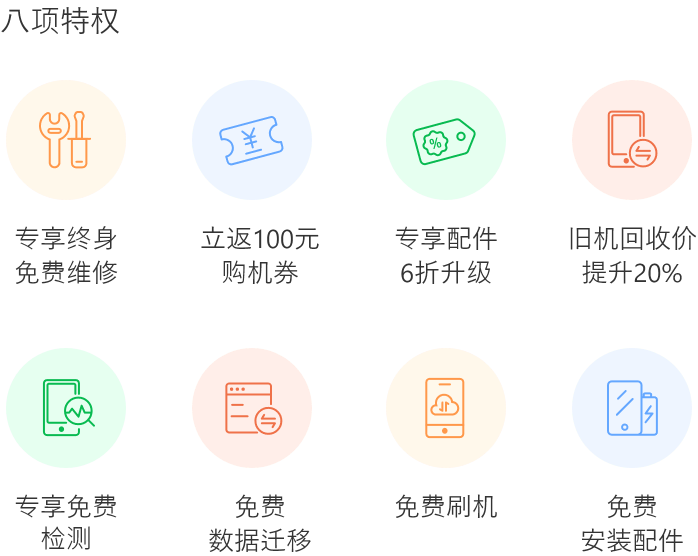 八项特权
专享终身
免费维修
立返100元
购机券
专享配件
6折升级
旧机回收价
提升20%
专享免费
检测
免费
数据迁移
免费刷机
免费
安装配件